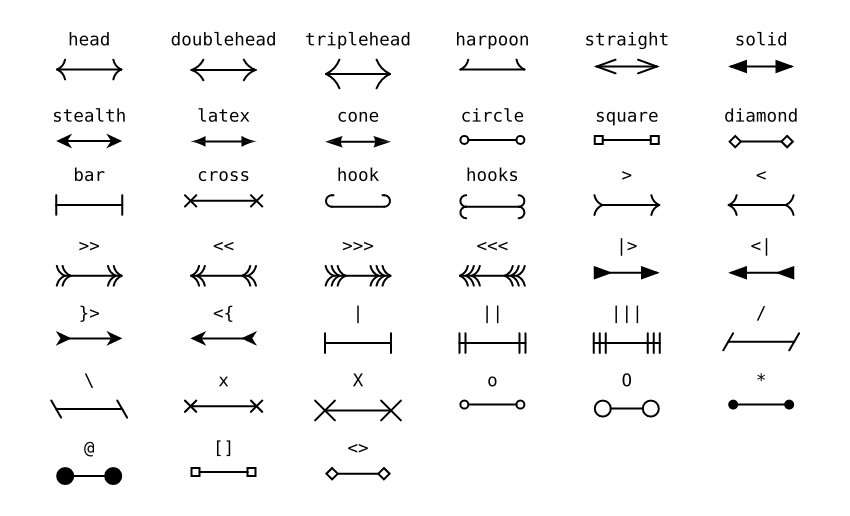 head doublehead triplehead harpoon straight solid
stealth latex cone circle square diamond
bar cross hook hooks > <
>> << >>> <<< |> <|
}> <{ | || ||| /
\ x X o O *
@ [] <>